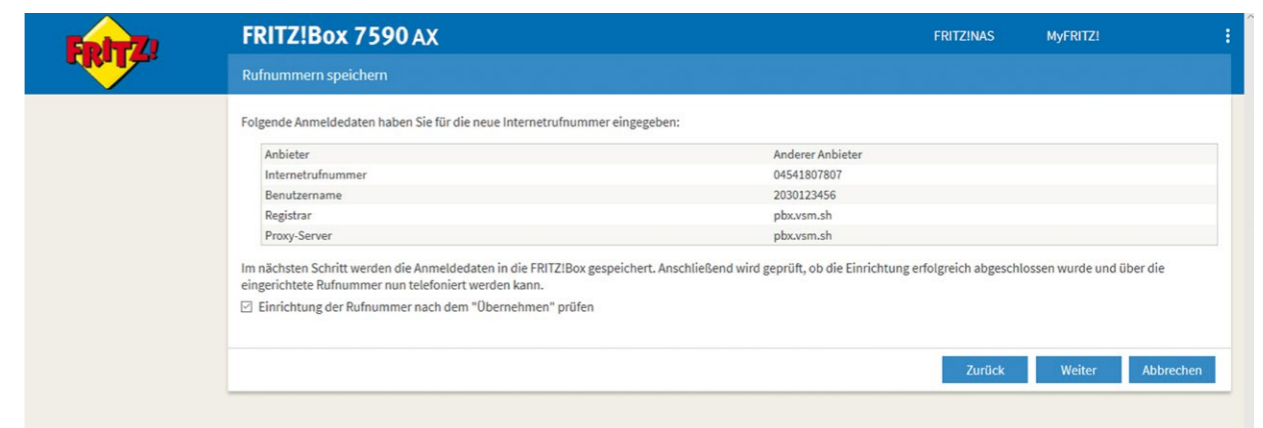 FRITZ!
FRITZ!Box 7590 AX
FRITZ!NAS
MyFRITZ!
Rufnummern speichern
Folgende Anmeldedaten haben Sie für die neue Internetrufnummer eingegeben:
Anbieter Anderer Anbieter
Internetrufnummer 04541807807
Benutzername 2030123456
Registrar pbx.vsm.sh
Proxy-Server pbx.vsm.sh
Im nächsten Schritt werden die Anmeldedaten in die FRITZ!Box gespeichert. Anschließend wird geprüft, ob die Einrichtung erfolgreich abgeschlossen wurde und über die
eingerichtete Rufnummer nun telefoniert werden kann.
Einrichtung der Rufnummer nach dem "Übernehmen" prüfen
Zurück Weiter Abbrechen